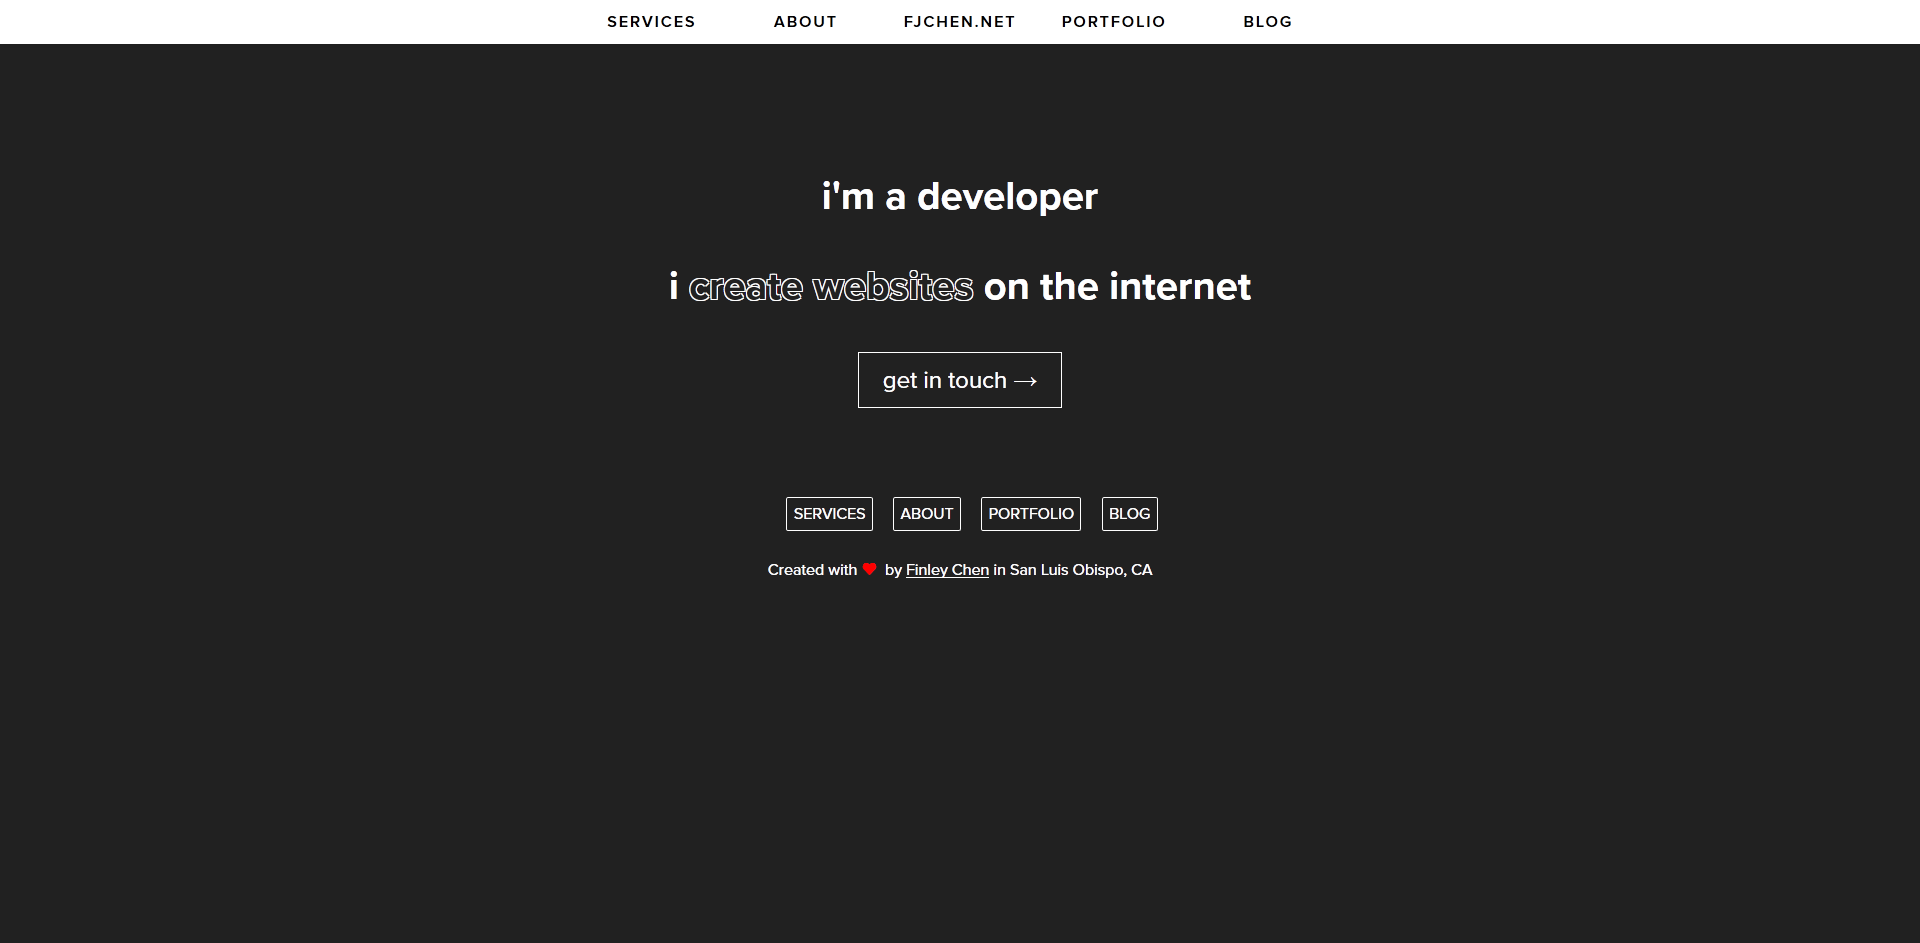 SERVICES ABOUT FJCHEN.NET PORTFOLIO BLOG
i'm a developer
i create websites on the internet
get in touch →
SERVICES ABOUT PORTFOLIO BLOG
Created with ♥ by Finley Chen in San Luis Obispo, CA